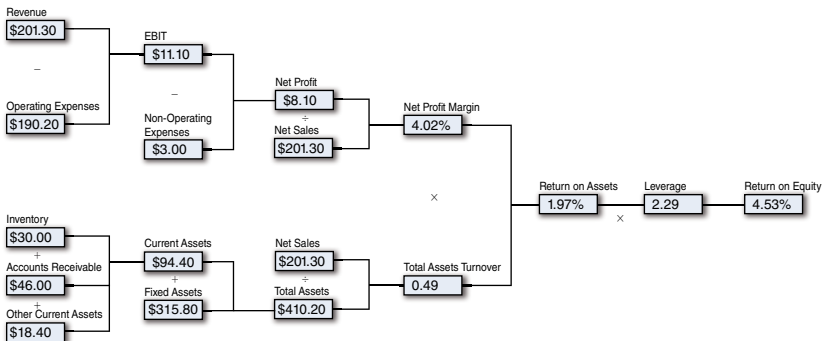 Revenue
$201.30
–
Operating Expenses
$190.20
EBIT
$11.10
–
Non-Operating
Expenses
$3.00
Net Profit
$8.10
÷
Net Sales
$201.30
Net Profit Margin
4.02%
×
Inventory
$30.00
+
Accounts Receivable
$46.00
+
Other Current Assets
$18.40
Current Assets
$94.40
+
Fixed Assets
$315.80
Net Sales
$201.30
÷
Total Assets
$410.20
Total Assets Turnover
0.49
Return on Assets
1.97%
×
Leverage
2.29
Return on Equity
4.53%